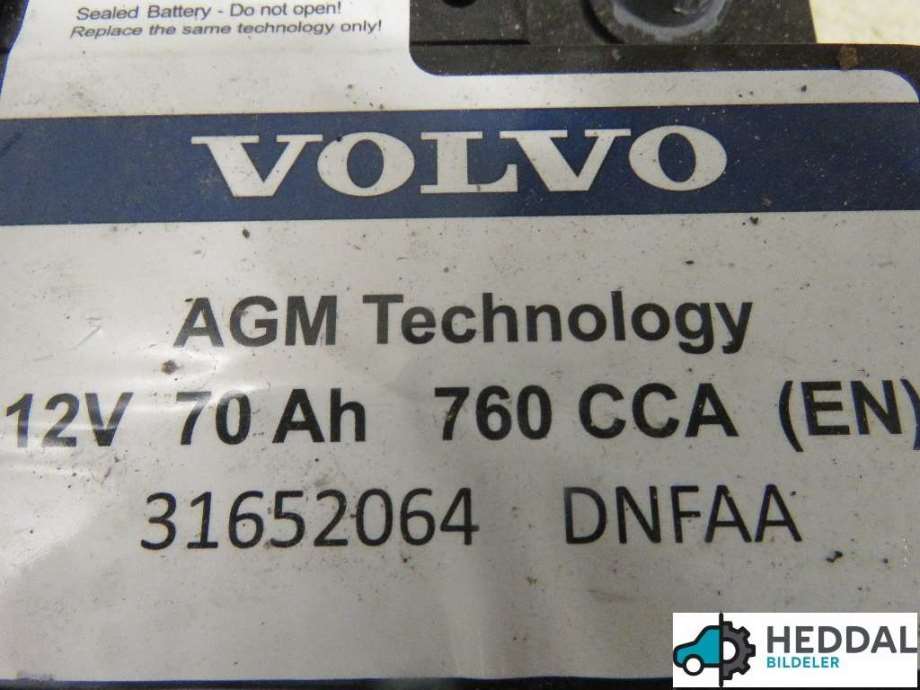 Sealed Battery - Do not open!
Replace the same technology only!
VOLVO
AGM Technology
12V 70 Ah 760 CCA (EN)
31652064 DNFAA
HEDDAL
BILDELER